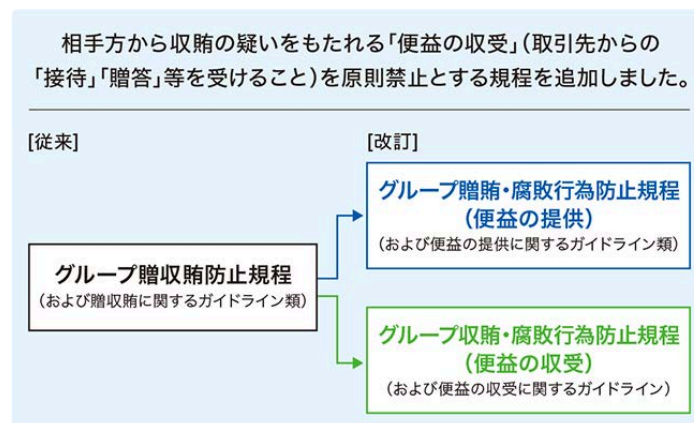 相手方から収賄の疑いをもたれる「便益の収受」（取引先からの
「接待」「贈答」等を受けること）を原則禁止とする規程を追加しました。
[従来]
[改訂]
グループ贈賄・腐敗行為防止規程
（便益の提供）
（および便益の提供に関するガイドライン類）
グループ贈収賄防止規程
（および贈収賄に関するガイドライン類）
グループ収賄・腐敗行為防止規程
（便益の収受）
（および便益の収受に関するガイドライン）